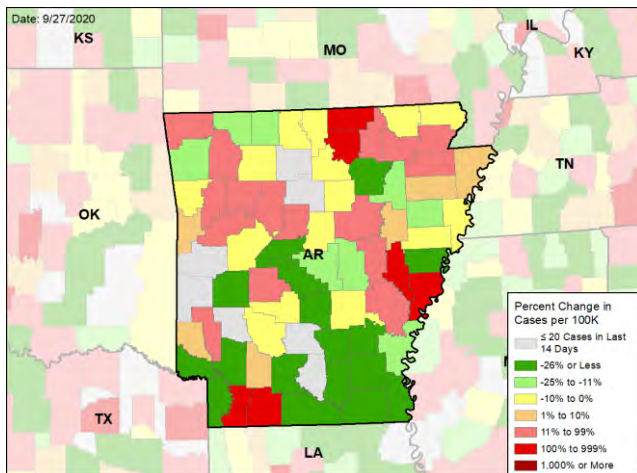 Date: 9/27/2020
KS
MO
IL
KY
OK
AR
TN
TX
LA
Percent Change in
Cases per 100K
≤ 20 Cases in Last
14 Days
-26% or Less
-25% to -11%
-10% to 0%
1% to 10%
11% to 99%
100% to 999%
1,000% or More